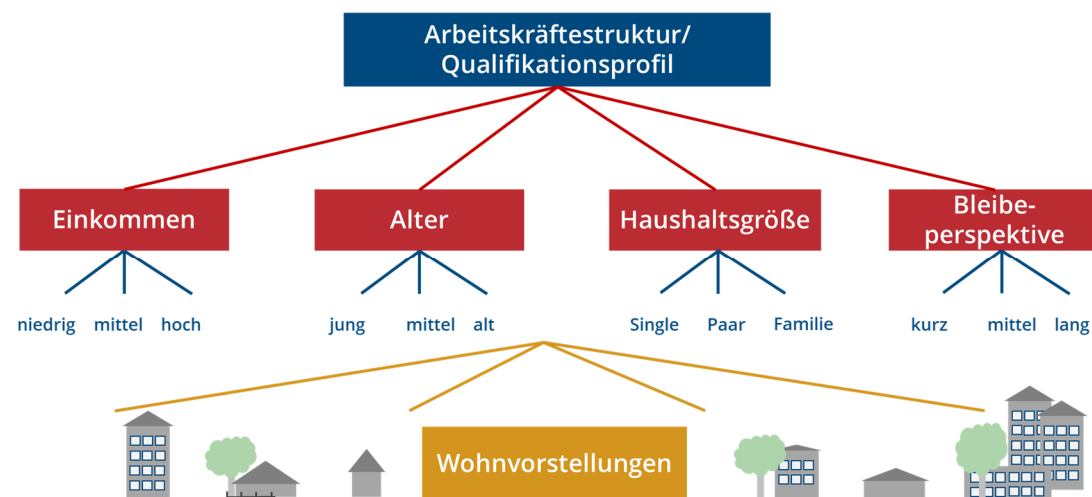 Arbeitskräftestruktur/
Qualifikationsprofil
Einkommen
Alter
Haushaltsgröße
Bleibe-
perspektive
niedrig mittel hoch
jung mittel alt
Single Paar Familie
kurz mittel lang
Wohnvorstellungen